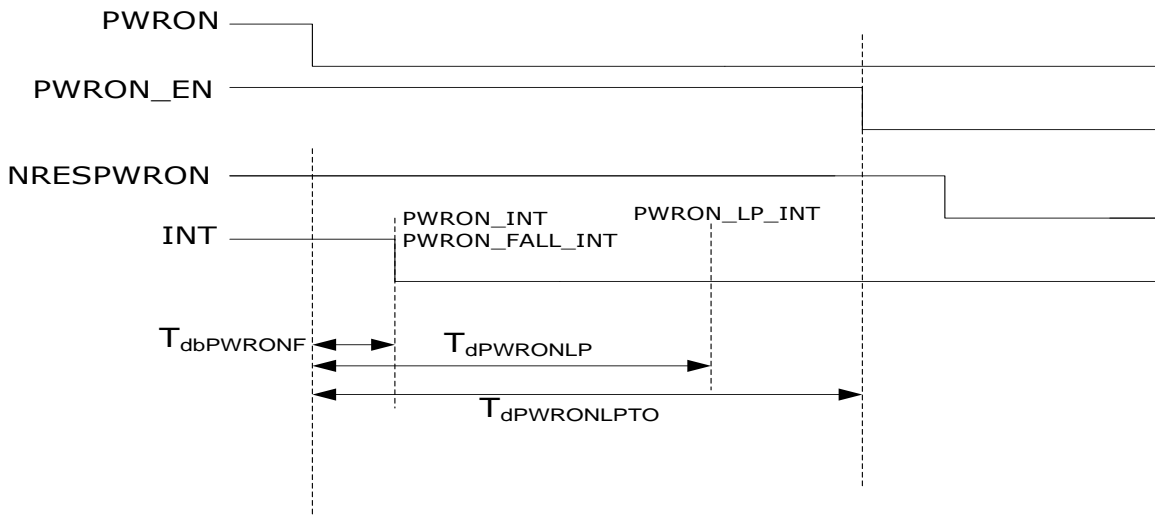 PWRON
PWRON_EN
NRESPWRON
PWRON_INT
PWRON_LP_INT
INT
PWRON_FALL_INT
TdbPWRONF
TdPWRONLP
TdPWRONLPTO